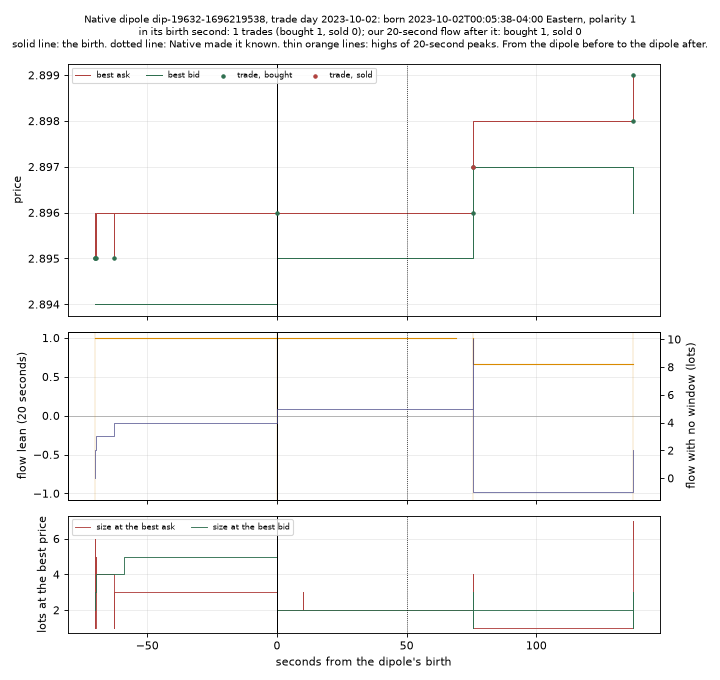 Native dipole dip-19632-1696219538, trade day 2023-10-02: born 2023-10-02T00:05:38-04:00 Eastern, polarity 1
in its birth second: 1 trades (bought 1, sold 0); our 20-second flow after it: bought 1, sold 0
solid line: the birth. dotted line: Native made it known. thin orange lines: highs of 20-second peaks. From the dipole before to the dipole after.
best ask
best bid
trade, bought
trade, sold
2.899
2.898
2.897
2.896
2.895
2.894
price
1.0
0.5
0.0
−0.5
−1.0
flow lean (20 seconds)
10
8
6
4
2
0
flow with no window (lots)
size at the best ask
size at the best bid
6
4
2
lots at the best price
−50
0
50
100
seconds from the dipole's birth